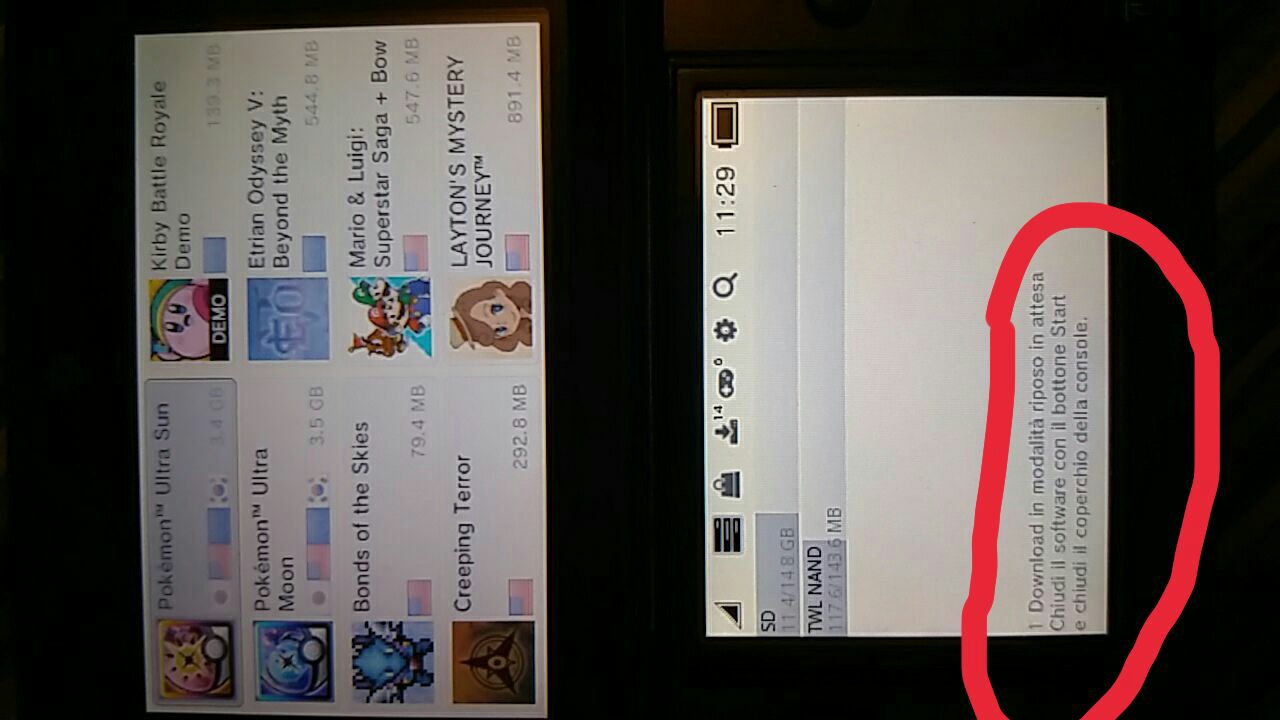 Pokémon™ Ultra Sun
3.4 GB
Kirby Battle Royale
Demo
139.3 MB
DEMO
Pokémon™ Ultra
Moon
3.5 GB
Etrian Odyssey V:
Beyond the Myth
544.8 MB
EO
Bonds of the Skies
79.4 MB
Mario & Luigi:
Superstar Saga + Bow
547.6 MB
Creeping Terror
292.8 MB
LAYTON'S MYSTERY
JOURNEY™
891.4 MB
14 6 11:29
SD
11.4/14.8 GB
TWL NAND
117.6/143.6 MB
1 Download in modalità riposo in attesa
Chiudi il software con il bottone Start
e chiudi il coperchio della console.